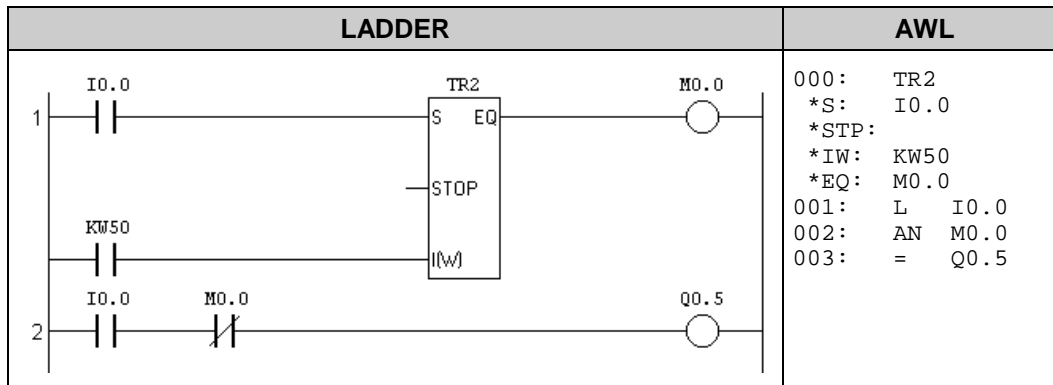 LADDER AWL
I0.0 TR2 M0.0
1 S EQ
STOP
KW50
I(W)
I0.0 M0.0 Q0.5
2
000: TR2
*S: I0.0
*STP:
*IW: KW50
*EQ: M0.0
001: L I0.0
002: AN M0.0
003: = Q0.5